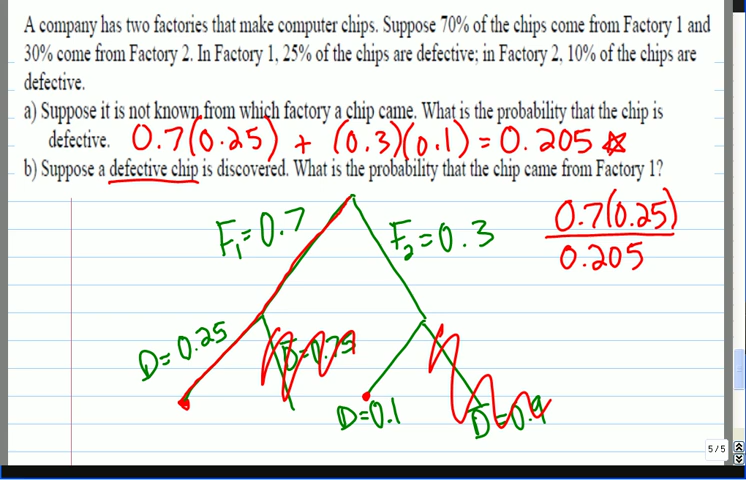 A company has two factories that make computer chips. Suppose 70% of the chips come from Factory 1 and
30% come from Factory 2. In Factory 1, 25% of the chips are defective; in Factory 2, 10% of the chips are
defective.
a) Suppose it is not known from which factory a chip came. What is the probability that the chip is
defective. 0.7(0.25) + (0.3)(0.1) = 0.205
b) Suppose a defective chip is discovered. What is the probability that the chip came from Factory 1?
0.7(0.25)
0.205
F₁=0.7
F₂=0.3
D=0.25
D̅=0.75
D=0.1
D̅=0.9
5/5